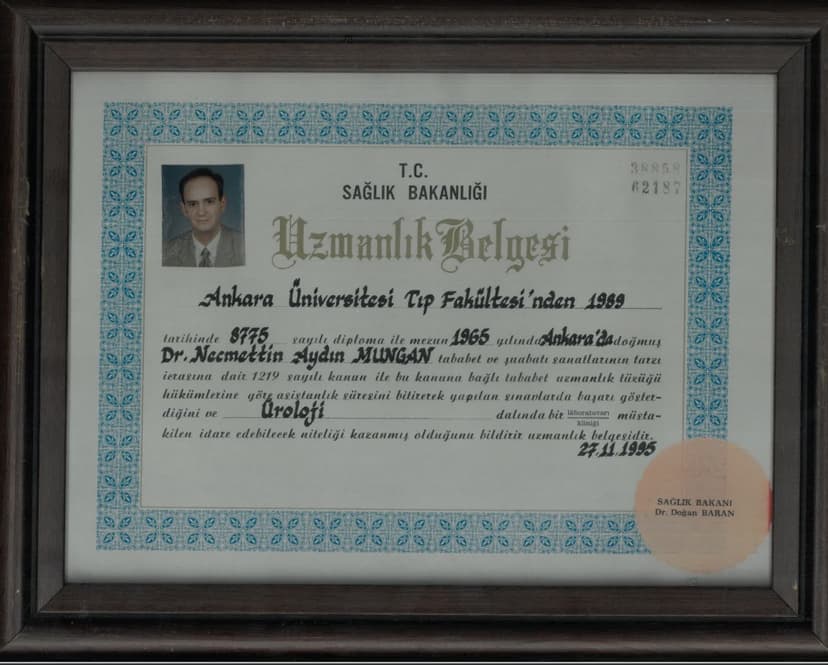 T.C.
SAĞLIK BAKANLIĞI
38858
62187
Uzmanlık Belgesi
Ankara Üniversitesi Tıp Fakültesi'nden 1989
tarihinde 8775 sayılı diploma ile mezun 1965 yılında Ankara'da doğmuş
Dr. Necmettin Aydın MUNGAN tababet ve şuabatı sanatlarının tarzı
icrasına dair 1219 sayılı kanun ile bu kanuna bağlı tababet uzmanlık tüzüğü
hükümlerine göre asistanlık süresini bitirerek yapılan sınavlarda başarı göster-
diğini ve Üroloji dalında bir lâboratuvarı müsta-
kliniği
kilen idare edebilecek niteliği kazanmış olduğunu bildirir uzmanlık belgesidir.
27.11.1995
SAĞLIK BAKANI
Dr. Doğan BARAN